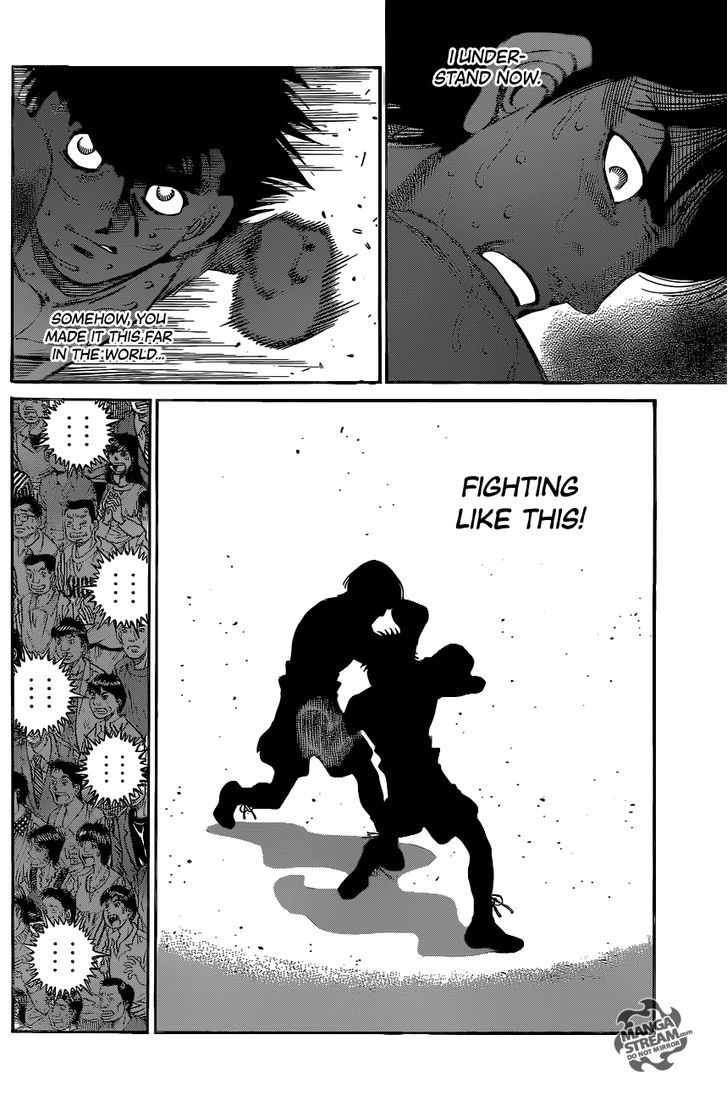 I UNDER-
STAND NOW.
SOMEHOW, YOU
MADE IT THIS FAR
IN THE WORLD...
FIGHTING
LIKE THIS!
MANGA
STREAM.com
DO NOT MIRROR!